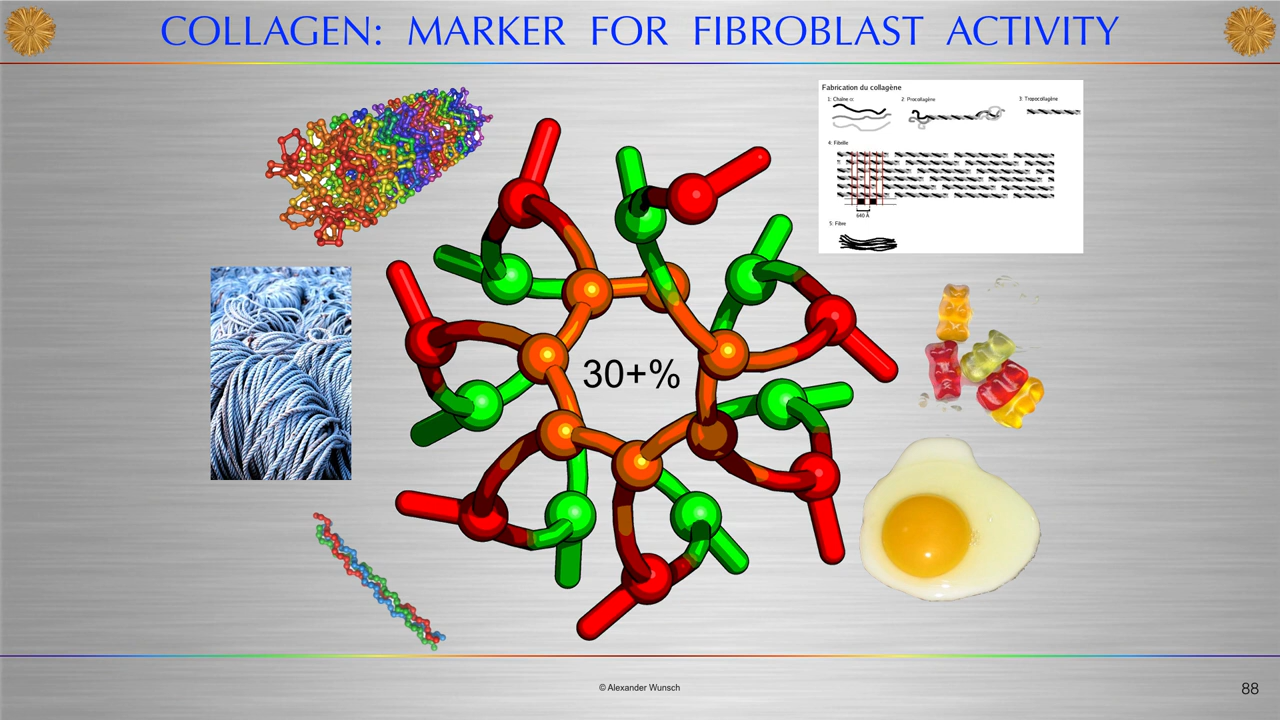 COLLAGEN: MARKER FOR FIBROBLAST ACTIVITY
Fabrication du collagène
1: Chaîne α
2: Procollagène
3: Tropocollagène
4: Fibrille
640 Å
5: Fibre
30+%
© Alexander Wunsch
88